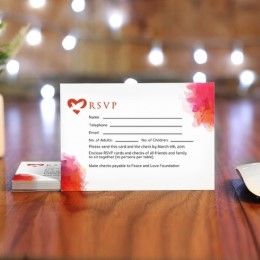 RSVP
Name
Telephone
Email
No. of Adults: No. of Children:
Please send this card and the check by March 4th, 2015
Enclose RSVP cards and checks of all friends and family
to sit together (10 persons per table)
Make checks payable to Peace and Love Foundation